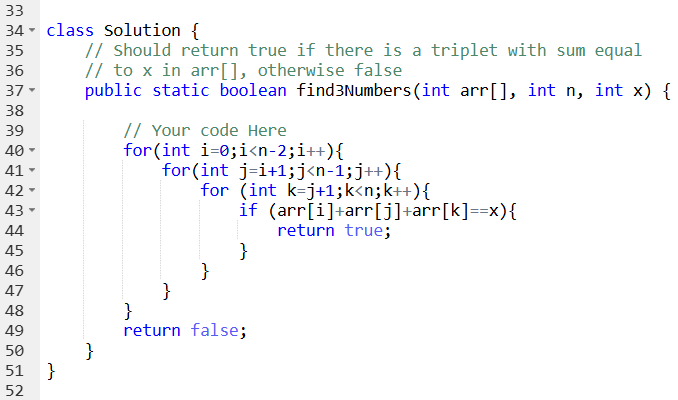 33
34 class Solution {
35     // Should return true if there is a triplet with sum equal
36     // to x in arr[], otherwise false
37     public static boolean find3Numbers(int arr[], int n, int x) {
38
39         // Your code Here
40         for(int i=0;i<n-2;i++){
41             for(int j=i+1;j<n-1;j++){
42                 for (int k=j+1;k<n;k++){
43                     if (arr[i]+arr[j]+arr[k]==x){
44                         return true;
45                     }
46                 }
47             }
48         }
49         return false;
50     }
51 }
52